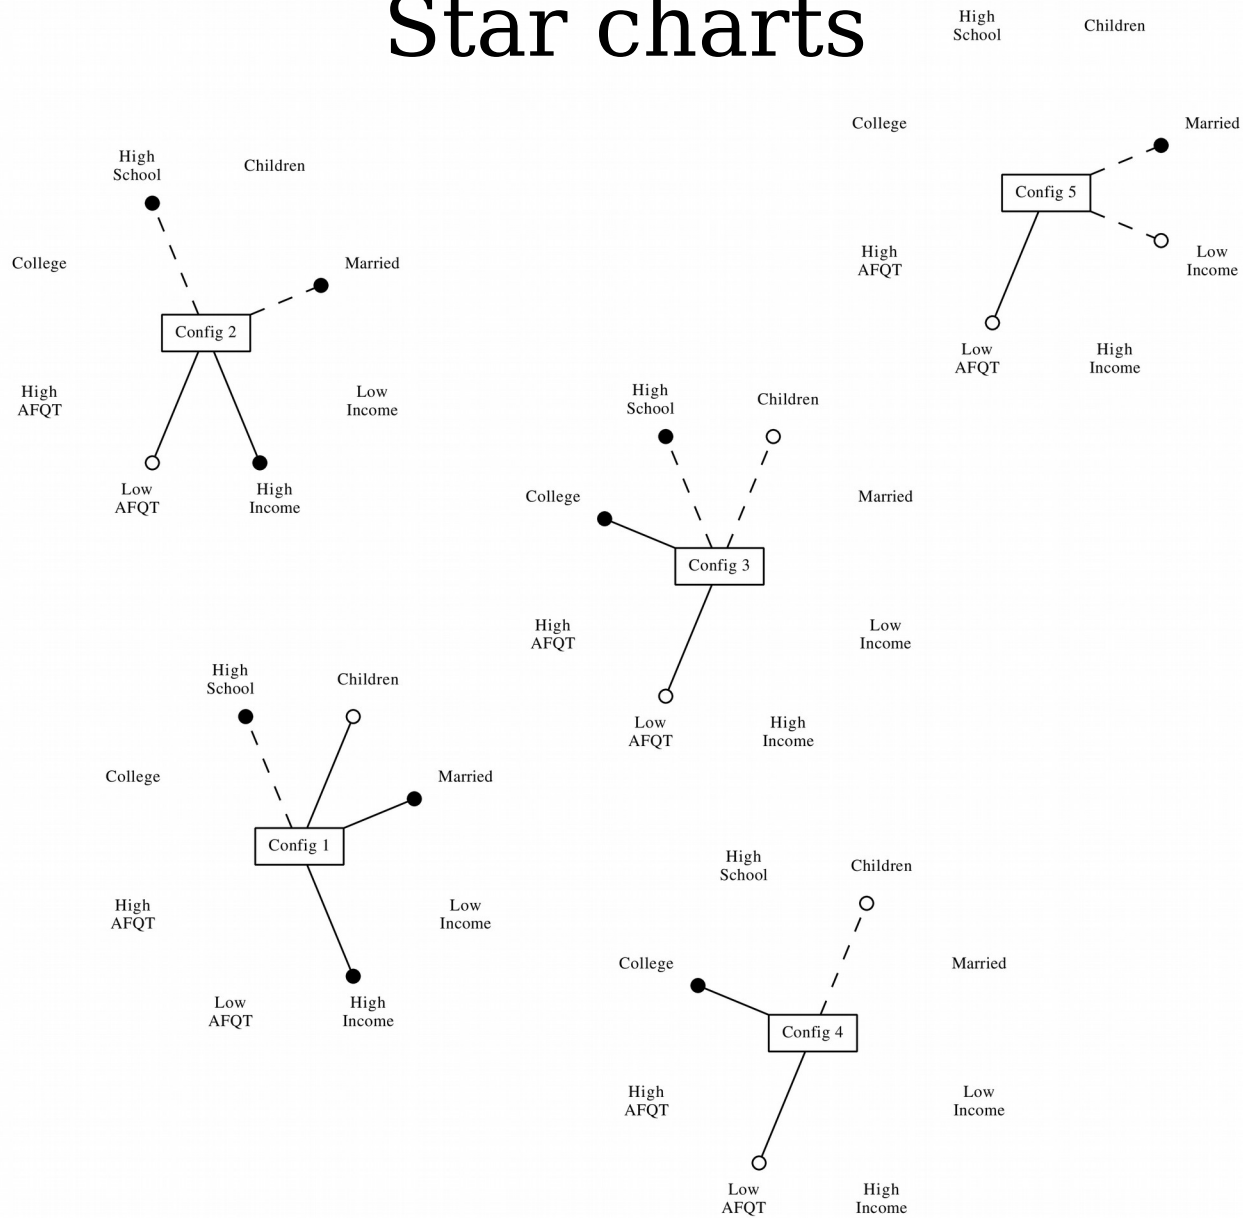 Star charts
High
School
Children
College
Married
Config 5
High
AFQT
Low
Income
Low
AFQT
High
Income
High
School
Children
College
Married
Config 2
High
AFQT
Low
Income
Low
AFQT
High
Income
High
School
Children
College
Married
Config 3
High
AFQT
Low
Income
Low
AFQT
High
Income
High
School
Children
College
Married
Config 1
High
AFQT
Low
Income
Low
AFQT
High
Income
High
School
Children
College
Married
Config 4
High
AFQT
Low
Income
Low
AFQT
High
Income